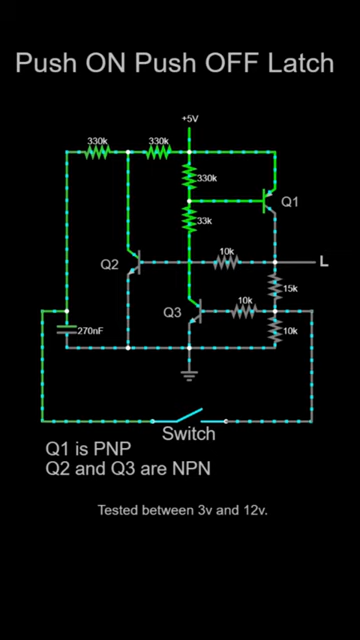 Push ON Push OFF Latch
+5V
330k
330k
330k
Q1
33k
Q2
10k
L
15k
Q3
10k
10k
270nF
Switch
Q1 is PNP
Q2 and Q3 are NPN
Tested between 3v and 12v.